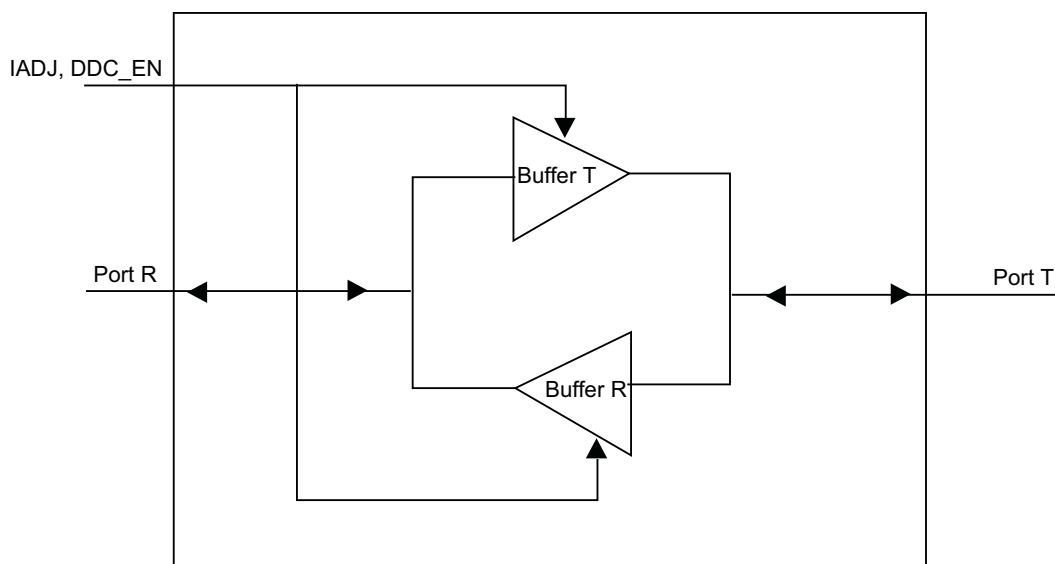 IADJ, DDC_EN
Buffer T
Port R
Port T
Buffer R